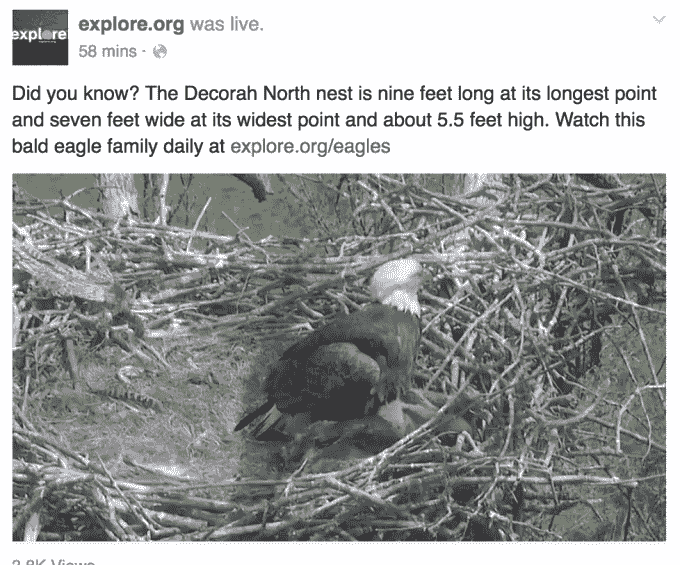 explore
explore.org was live.
58 mins ·
Did you know? The Decorah North nest is nine feet long at its longest point
and seven feet wide at its widest point and about 5.5 feet high. Watch this
bald eagle family daily at explore.org/eagles
Views